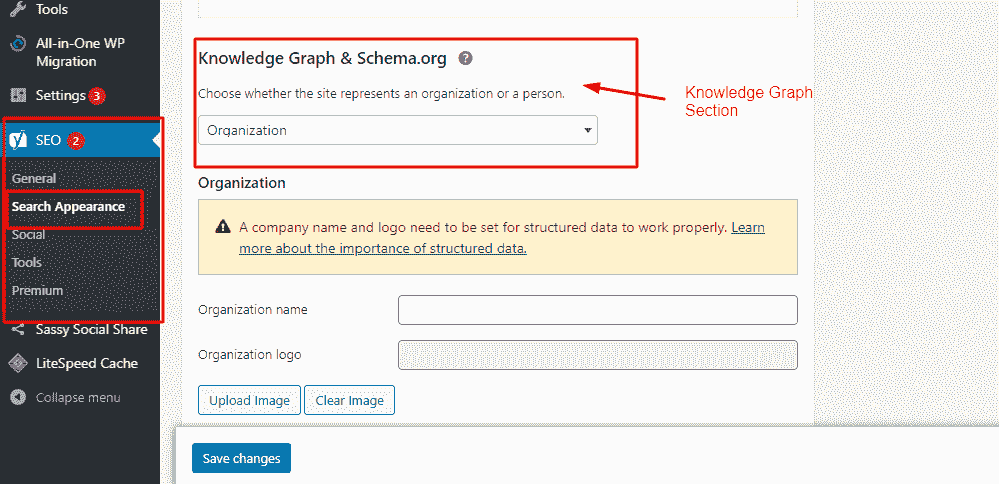 Tools
All-in-One WP
Migration
Settings 3
SEO 2
General
Search Appearance
Social
Tools
Premium
Sassy Social Share
LiteSpeed Cache
Collapse menu
Knowledge Graph & Schema.org ?
Choose whether the site represents an organization or a person.
Organization
Knowledge Graph
Section
Organization
A company name and logo need to be set for structured data to work properly. Learn
more about the importance of structured data.
Organization name
Organization logo
Upload Image Clear Image
Save changes